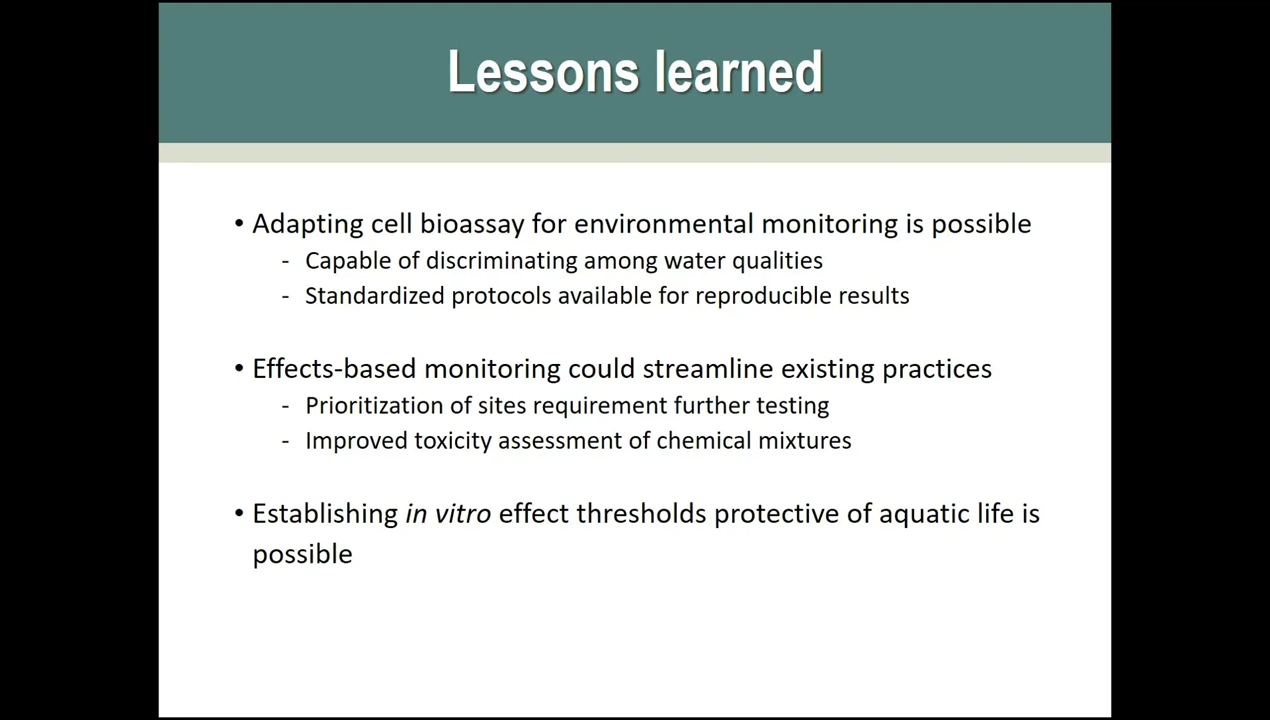 Lessons learned
• Adapting cell bioassay for environmental monitoring is possible
- Capable of discriminating among water qualities
- Standardized protocols available for reproducible results
• Effects-based monitoring could streamline existing practices
- Prioritization of sites requirement further testing
- Improved toxicity assessment of chemical mixtures
• Establishing in vitro effect thresholds protective of aquatic life is
possible